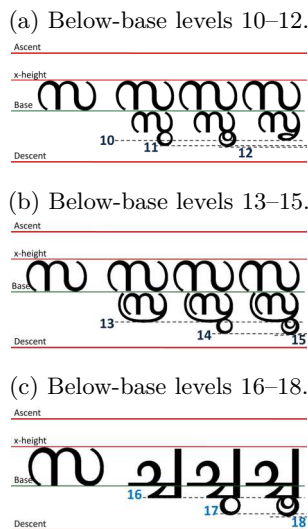 (a) Below-base levels 10–12.
Ascent
x-height
Base
സ
10
11
12
Descent
(b) Below-base levels 13–15.
Ascent
x-height
Base
സ
13
14
15
Descent
(c) Below-base levels 16–18.
Ascent
x-height
Base
സ
16
17
18
Descent